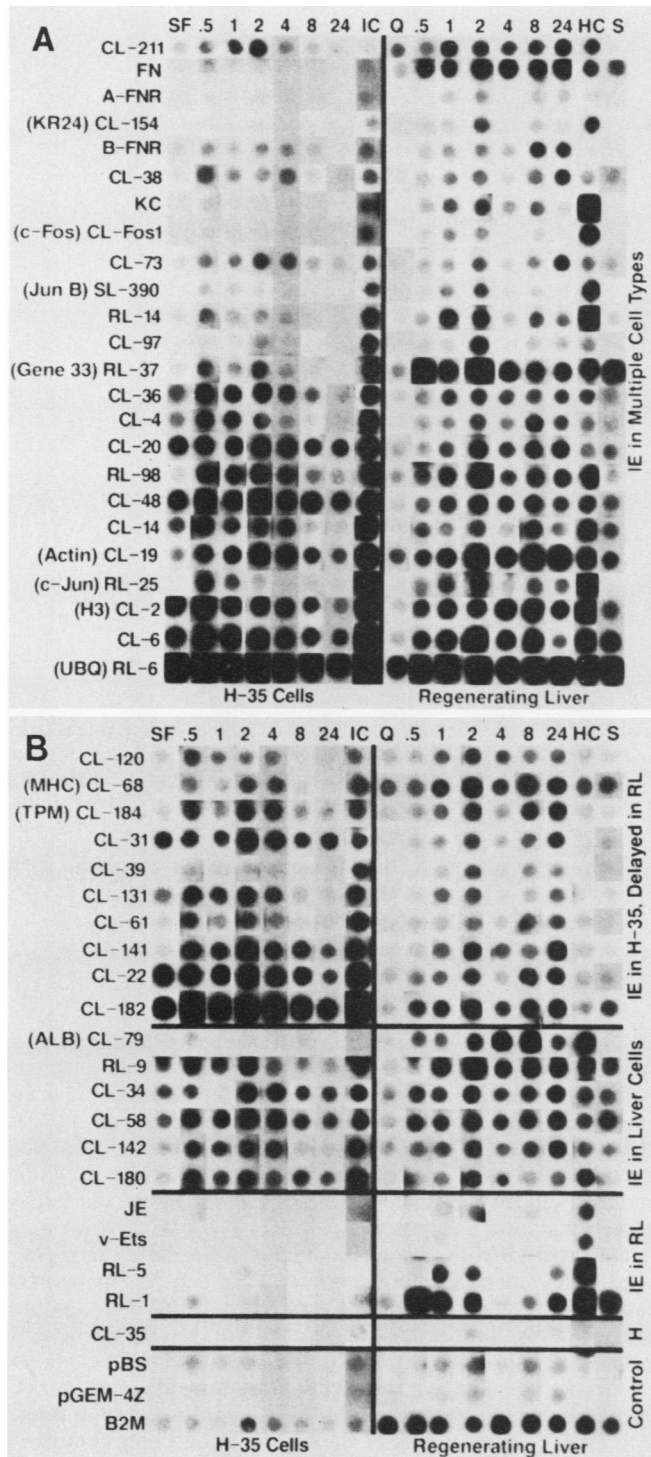 A
SF .5 1 2 4 8 24 IC Q .5 1 2 4 8 24 HC S
CL-211
FN
A-FNR
(KR24) CL-154
B-FNR
CL-38
KC
(c-Fos) CL-Fos1
CL-73
(Jun B) SL-390
RL-14
CL-97
(Gene 33) RL-37
CL-36
CL-4
CL-20
RL-98
CL-48
CL-14
(Actin) CL-19
(c-Jun) RL-25
(H3) CL-2
CL-6
(UBQ) RL-6
IE in Multiple Cell Types
H-35 Cells Regenerating Liver
B
SF .5 1 2 4 8 24 IC Q .5 1 2 4 8 24 HC S
CL-120
(MHC) CL-68
(TPM) CL-184
CL-31
CL-39
CL-131
CL-61
CL-141
CL-22
CL-182
IE in H-35, Delayed in RL
(ALB) CL-79
RL-9
CL-34
CL-58
CL-142
CL-180
IE in Liver Cells
JE
v-Ets
RL-5
RL-1
IE in RL
CL-35
H
pBS
pGEM-4Z
B2M
Control
H-35 Cells Regenerating Liver